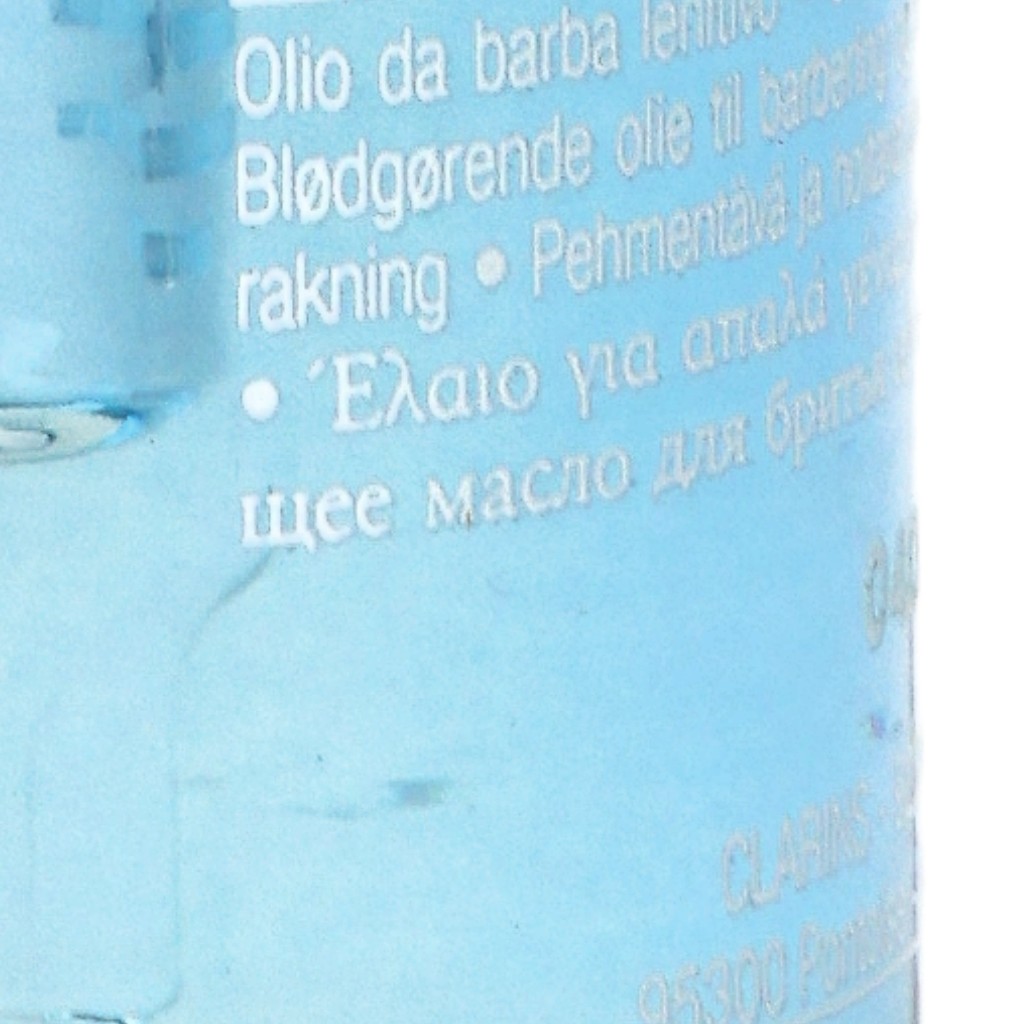 Olio da barba lenitivo
Blødgørende olie til barbering
rakning • Pehmentävä ja
• Έλαιο για απαλό
щее масло для бритья
CLARINS
95300